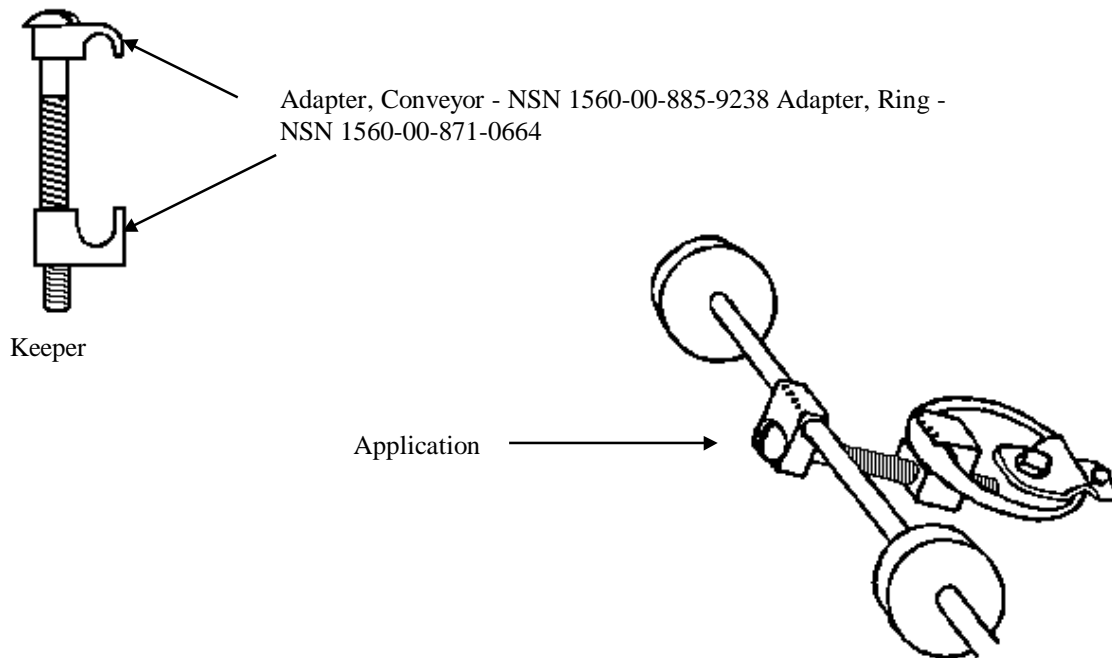 Adapter, Conveyor - NSN 1560-00-885-9238 Adapter, Ring -
NSN 1560-00-871-0664
Keeper
Application